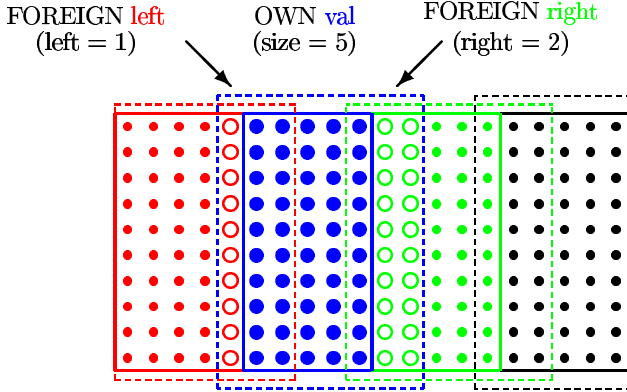 FOREIGN left OWN val FOREIGN right
(left = 1) (size = 5) (right = 2)